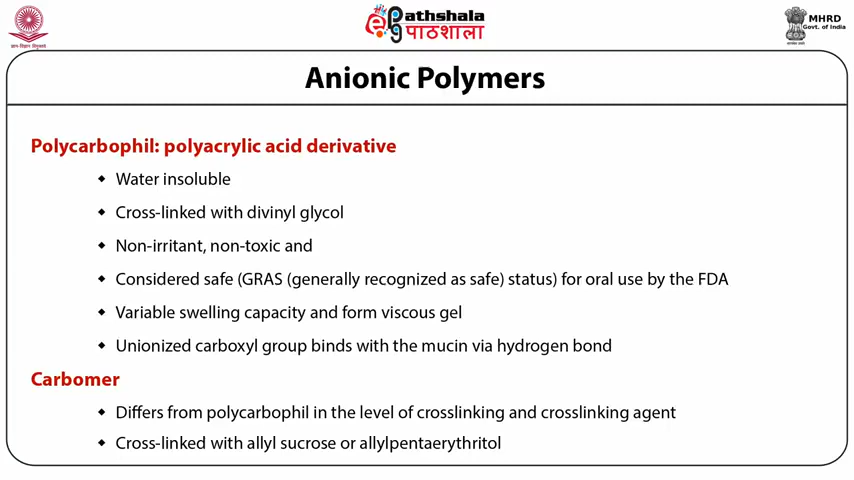 ePathshala
पाठशाला
MHRD
Govt. of India
Anionic Polymers
Polycarbophil: polyacrylic acid derivative
Water insoluble
Cross-linked with divinyl glycol
Non-irritant, non-toxic and
Considered safe (GRAS (generally recognized as safe) status) for oral use by the FDA
Variable swelling capacity and form viscous gel
Unionized carboxyl group binds with the mucin via hydrogen bond
Carbomer
Differs from polycarbophil in the level of crosslinking and crosslinking agent
Cross-linked with allyl sucrose or allylpentaerythritol